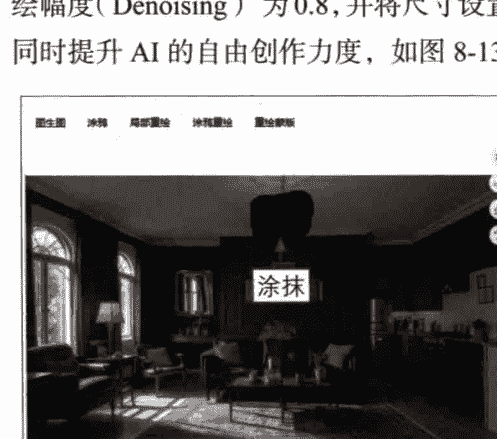 绘幅度(Denoising)为0.8,并将尺寸设置
同时提升 AI 的自由创作力度，如图 8-13
图生图 涂鸦 局部重绘 涂鸦重绘 重绘蒙版
涂抹